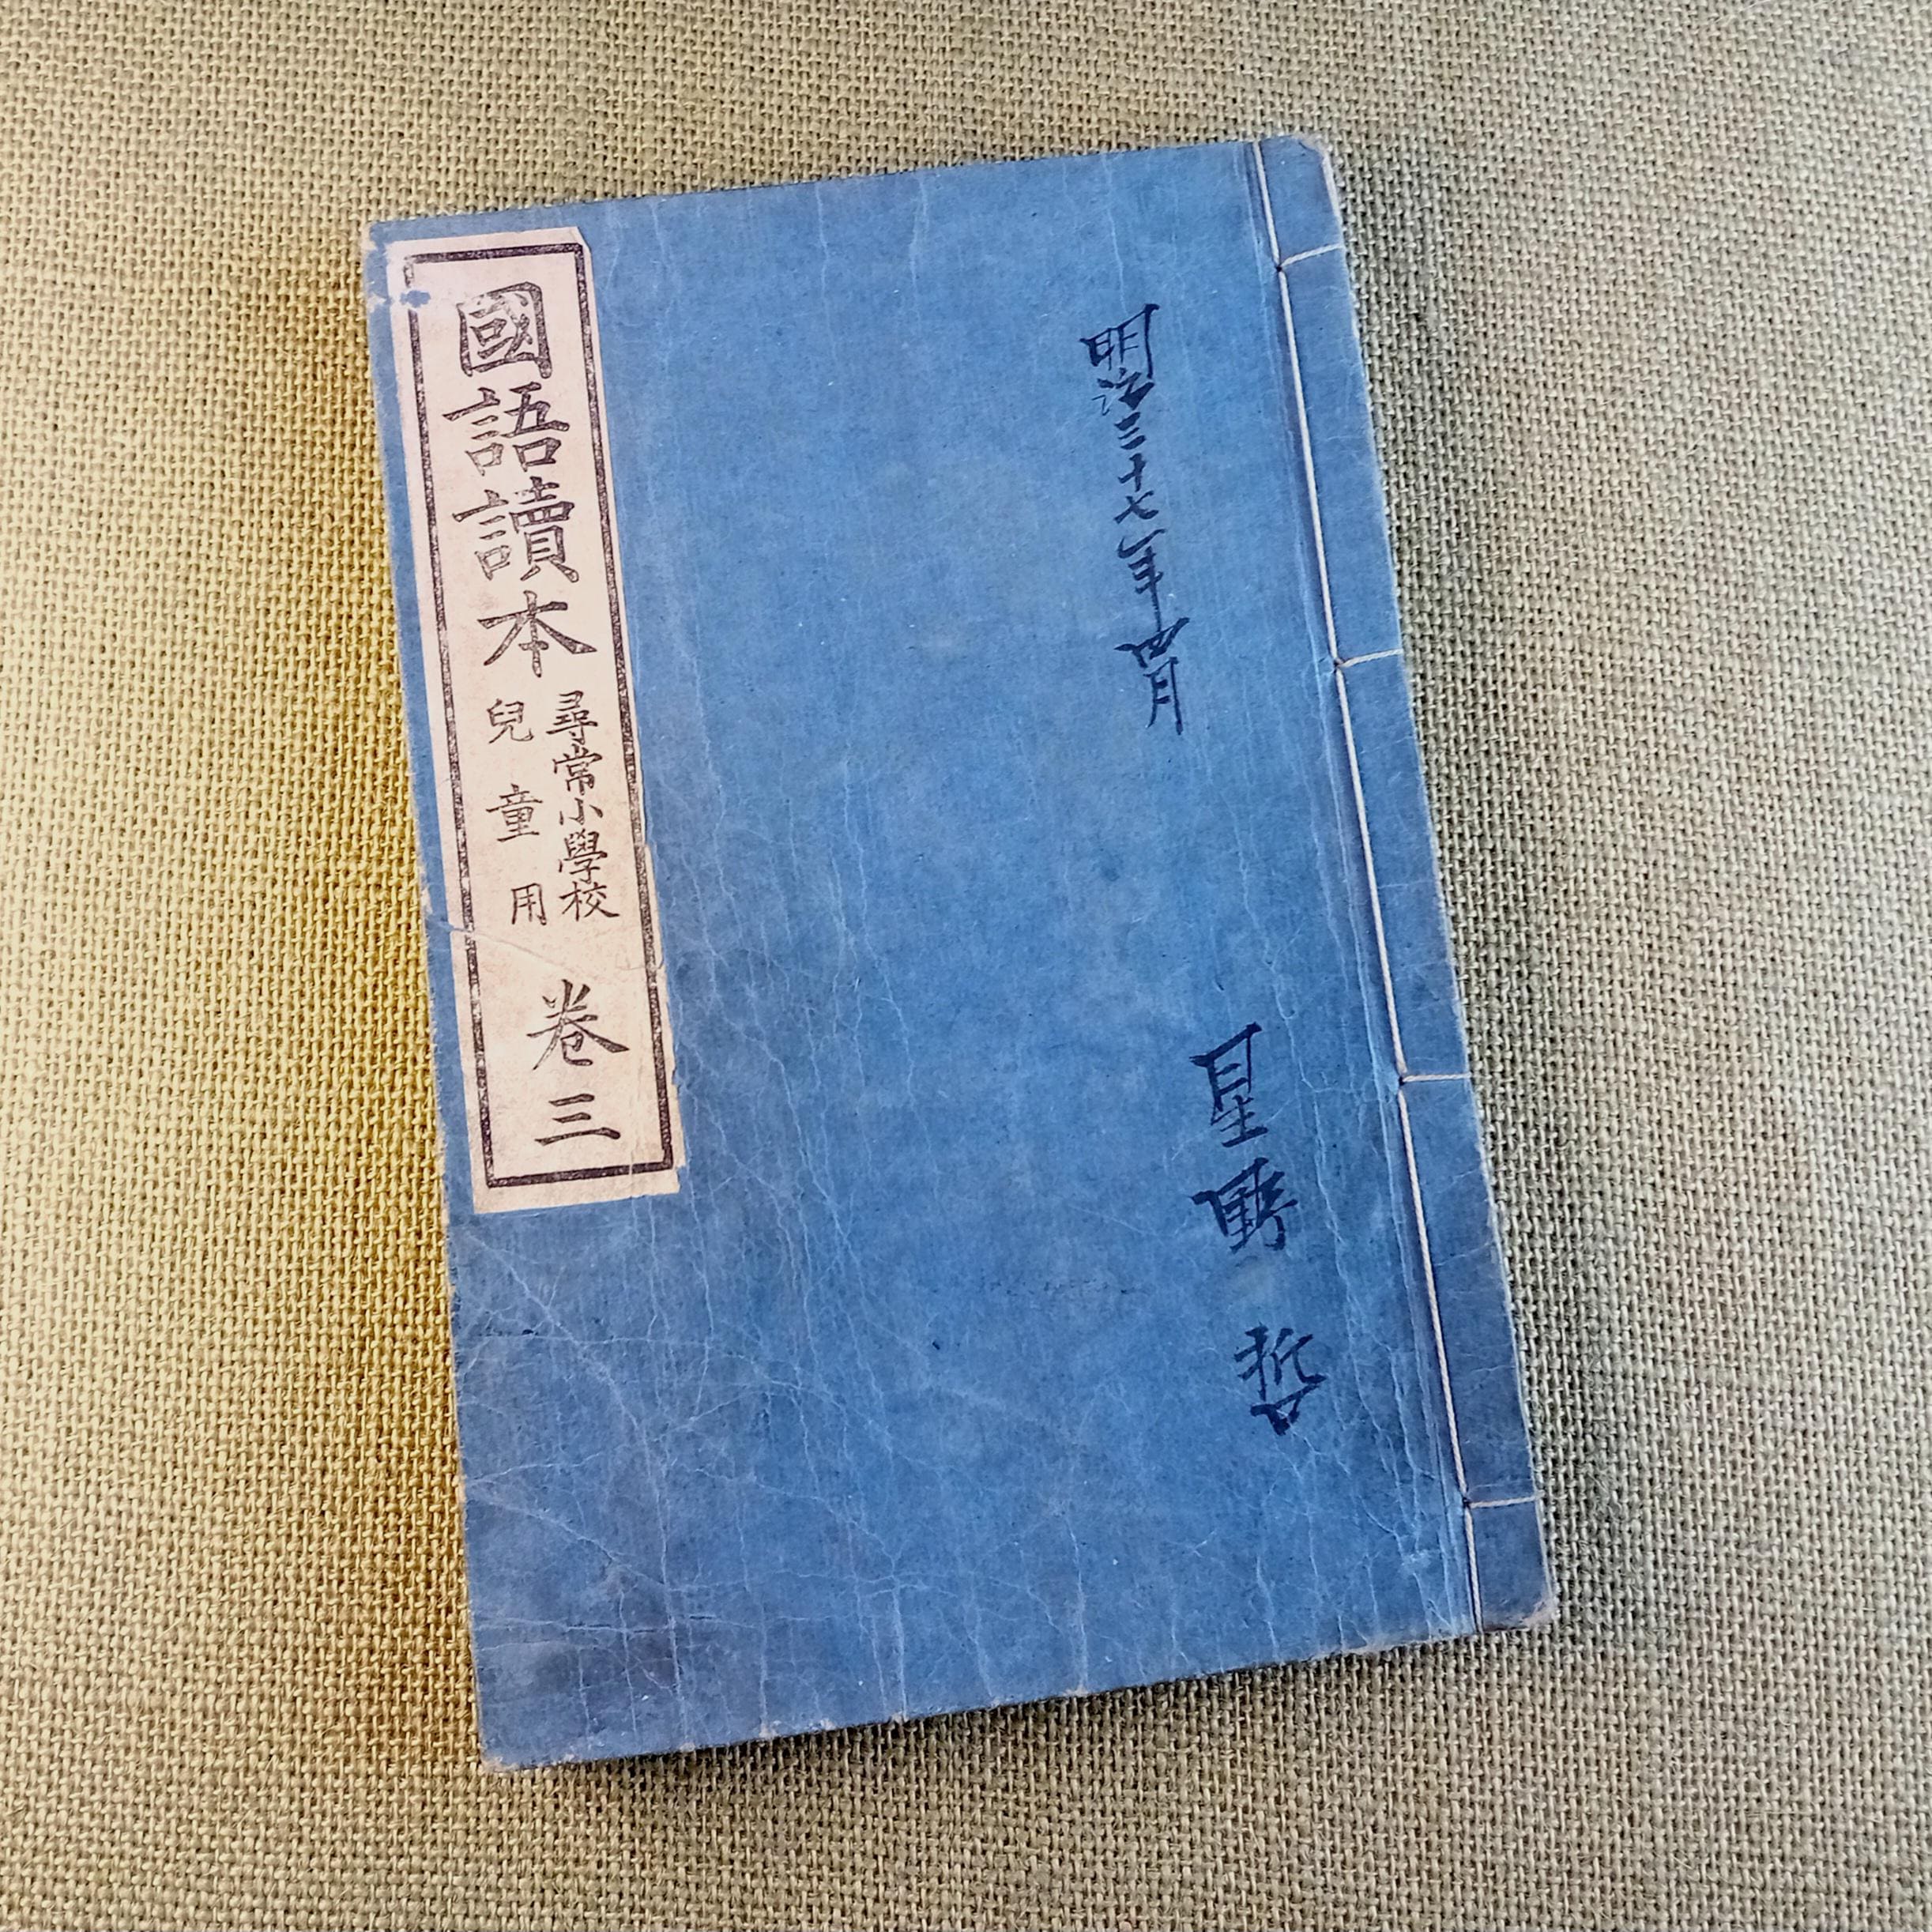 明治三十七年四月
星野 哲
國語讀本
尋常小學校
兒童用
卷三